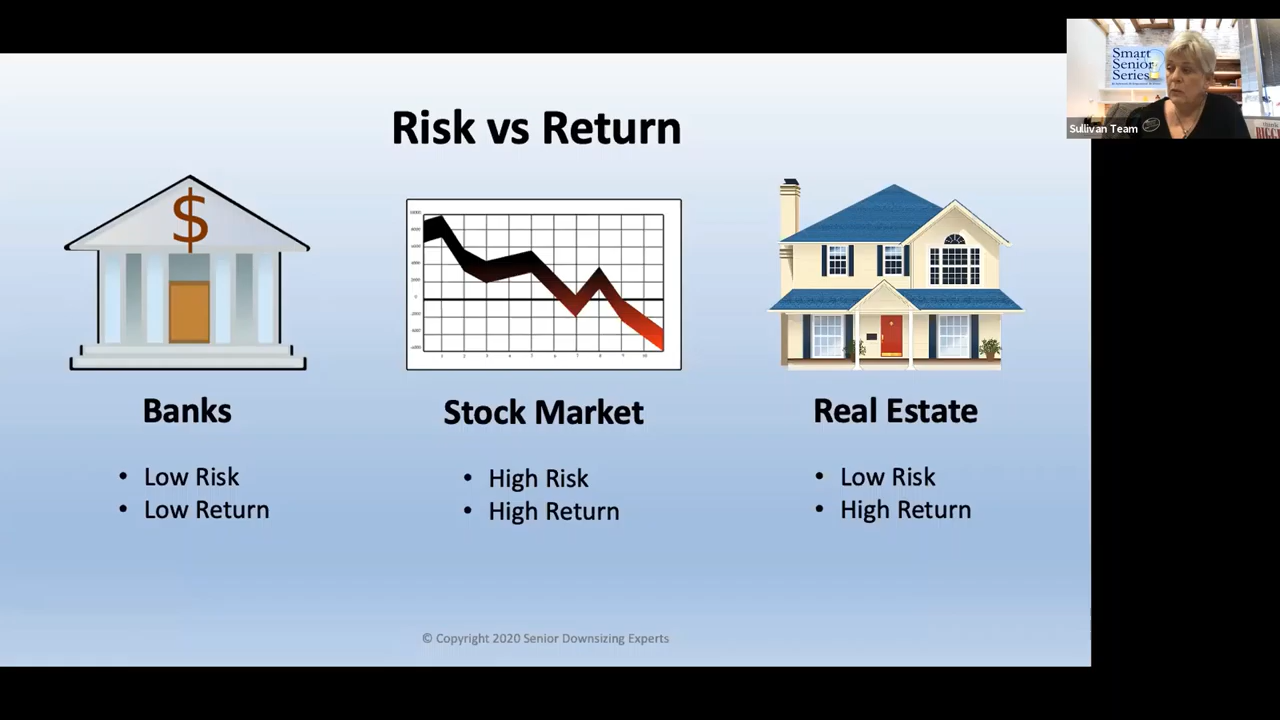 Risk vs Return
$
Banks
• Low Risk
• Low Return
Stock Market
• High Risk
• High Return
Real Estate
• Low Risk
• High Return
© Copyright 2020 Senior Downsizing Experts
Smart
Senior
Series
Sullivan Team